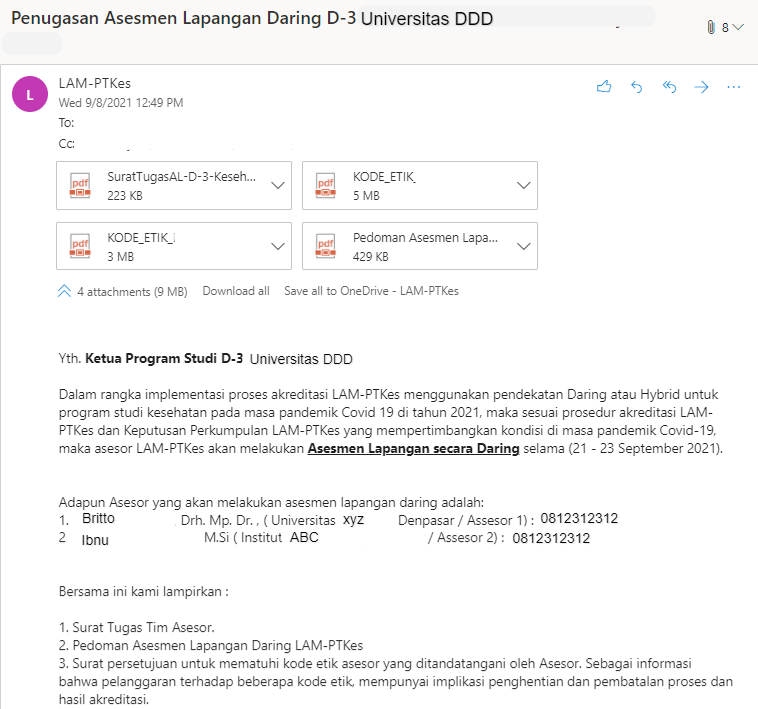 Penugasan Asesmen Lapangan Daring D-3 Universitas DDD
8
L
LAM-PTKes
Wed 9/8/2021 12:49 PM
To:
Cc:
pdf SuratTugasAL-D-3-Keseh...
223 KB
pdf KODE_ETIK_
5 MB
pdf KODE_ETIK_
3 MB
pdf Pedoman Asesmen Lapa...
429 KB
4 attachments (9 MB) Download all Save all to OneDrive - LAM-PTKes
Yth. Ketua Program Studi D-3 Universitas DDD
Dalam rangka implementasi proses akreditasi LAM-PTKes menggunakan pendekatan Daring atau Hybrid untuk
program studi kesehatan pada masa pandemik Covid 19 di tahun 2021, maka sesuai prosedur akreditasi LAM-
PTKes dan Keputusan Perkumpulan LAM-PTKes yang mempertimbangkan kondisi di masa pandemik Covid-19,
maka asesor LAM-PTKes akan melakukan Asesmen Lapangan secara Daring selama (21 - 23 September 2021).
Adapun Asesor yang akan melakukan asesmen lapangan daring adalah:
1. Britto Drh. Mp. Dr. , ( Universitas xyz Denpasar / Assesor 1) : 0812312312
2 Ibnu M.Si ( Institut ABC / Assesor 2) : 0812312312
Bersama ini kami lampirkan :
1. Surat Tugas Tim Asesor.
2. Pedoman Asesmen Lapangan Daring LAM-PTKes
3. Surat persetujuan untuk mematuhi kode etik asesor yang ditandatangani oleh Asesor. Sebagai informasi
bahwa pelanggaran terhadap beberapa kode etik, mempunyai implikasi penghentian dan pembatalan proses dan
hasil akreditasi.